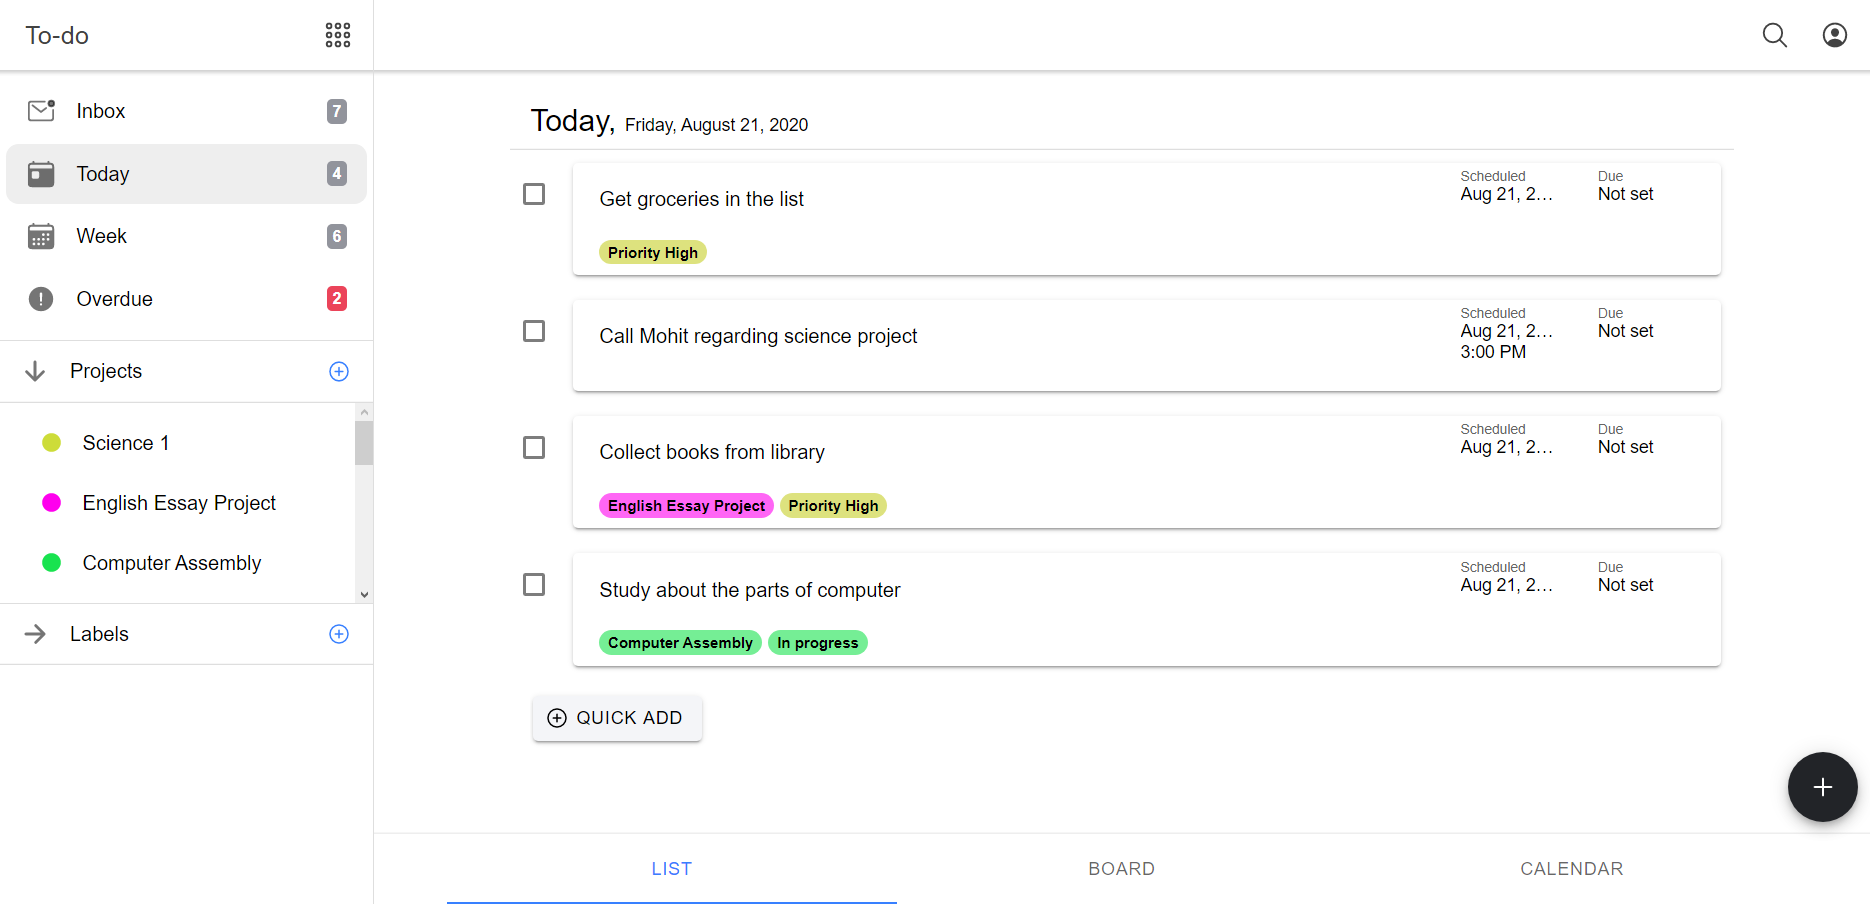 To-do
Inbox 7
Today 4
Week 6
Overdue 2
Projects
Science 1
English Essay Project
Computer Assembly
Labels
Today, Friday, August 21, 2020
Get groceries in the list
Scheduled
Aug 21, 2...
Due
Not set
Priority High
Call Mohit regarding science project
Scheduled
Aug 21, 2...
3:00 PM
Due
Not set
Collect books from library
Scheduled
Aug 21, 2...
Due
Not set
English Essay Project Priority High
Study about the parts of computer
Scheduled
Aug 21, 2...
Due
Not set
Computer Assembly In progress
QUICK ADD
LIST BOARD CALENDAR